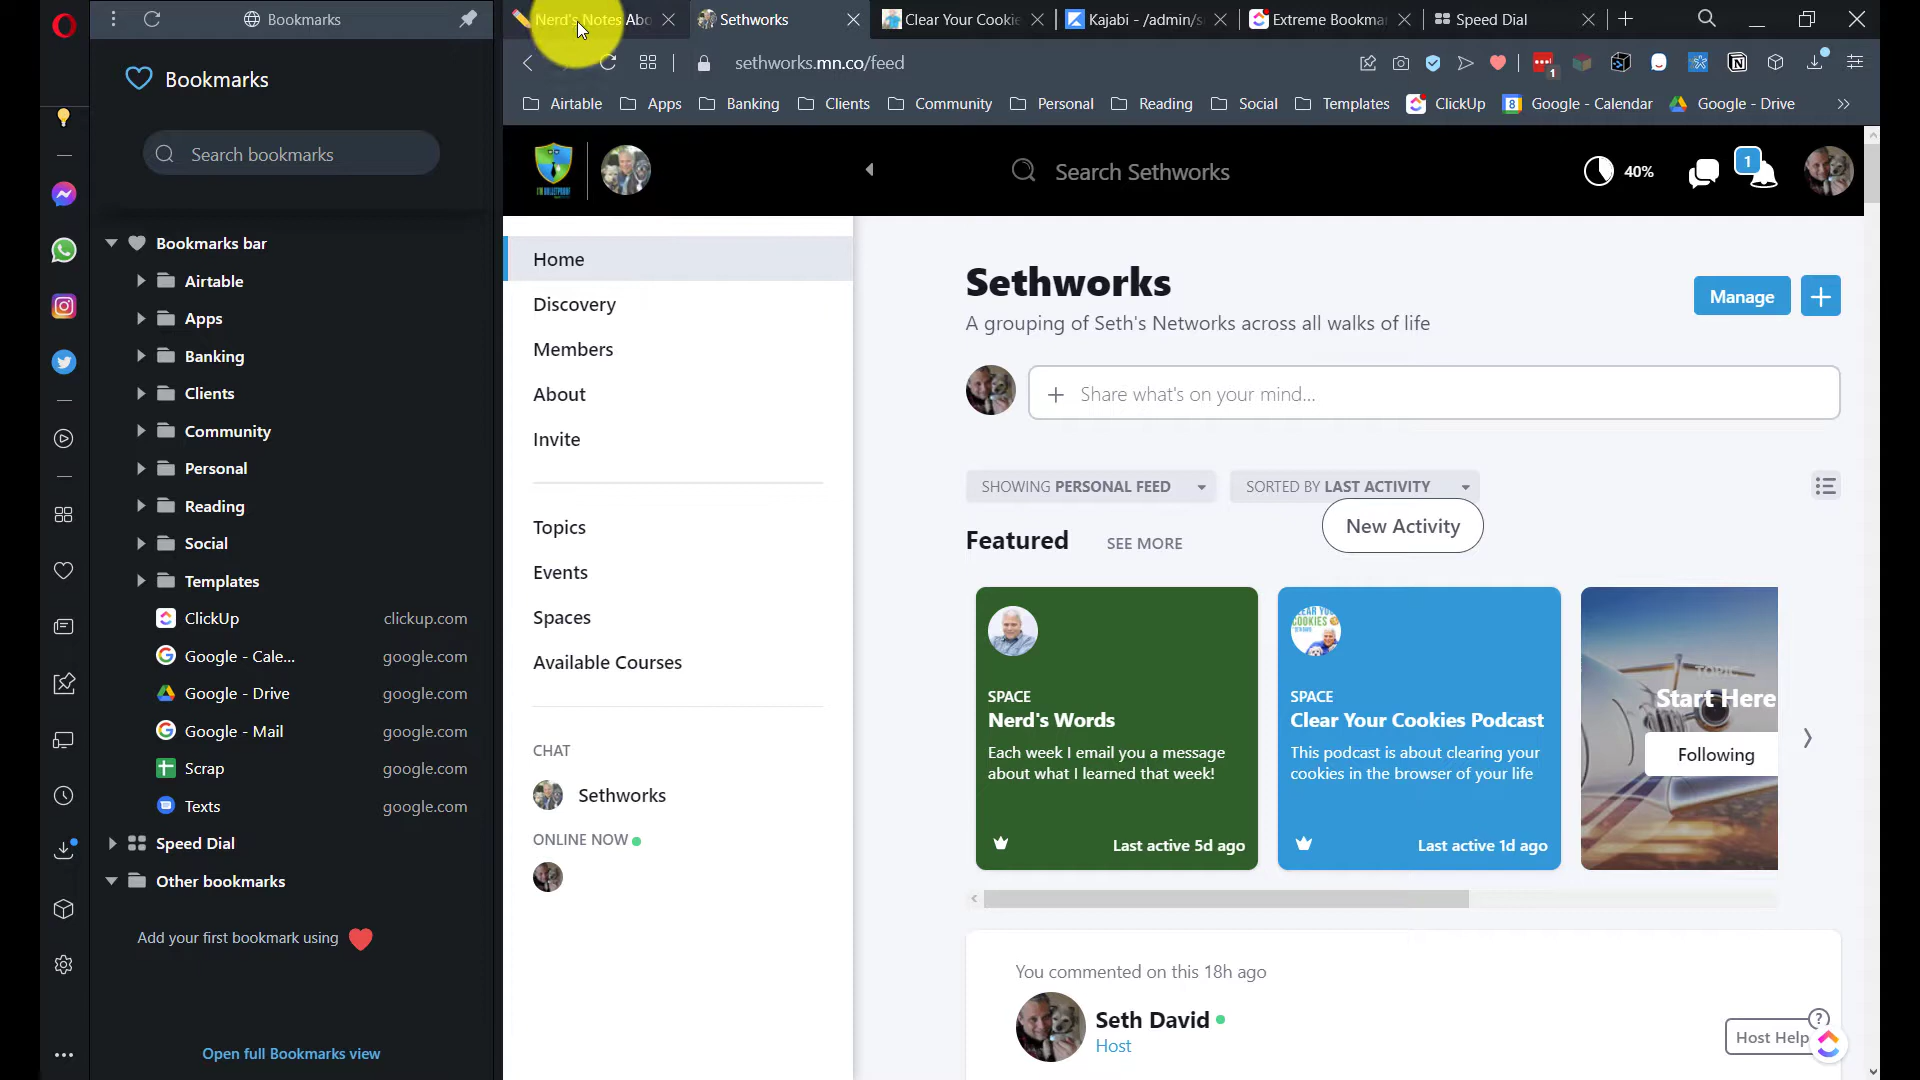 Bookmarks
Nerd's Notes Abo
Sethworks
Clear Your Cookie
Kajabi - /admin/s
Extreme Bookma
Speed Dial
sethworks.mn.co/feed
1
Airtable
Apps
Banking
Clients
Community
Personal
Reading
Social
Templates
ClickUp
8
Google - Calendar
Google - Drive
Bookmarks
Search bookmarks
Bookmarks bar
Airtable
Apps
Banking
Clients
Community
Personal
Reading
Social
Templates
ClickUp clickup.com
Google - Cale... google.com
Google - Drive google.com
Google - Mail google.com
Scrap google.com
Texts google.com
Speed Dial
Other bookmarks
Add your first bookmark using
Open full Bookmarks view
Search Sethworks
40%
1
Home
Discovery
Members
About
Invite
Topics
Events
Spaces
Available Courses
CHAT
Sethworks
ONLINE NOW
Sethworks
A grouping of Seth's Networks across all walks of life
Manage
Share what's on your mind...
SHOWING PERSONAL FEED
SORTED BY LAST ACTIVITY
New Activity
Featured
SEE MORE
SPACE
Nerd's Words
Each week I email you a message
about what I learned that week!
Last active 5d ago
SPACE
Clear Your Cookies Podcast
This podcast is about clearing your
cookies in the browser of your life
Last active 1d ago
TOPIC
Start Here
Following
You commented on this 18h ago
Seth David
Host
Host Help
?